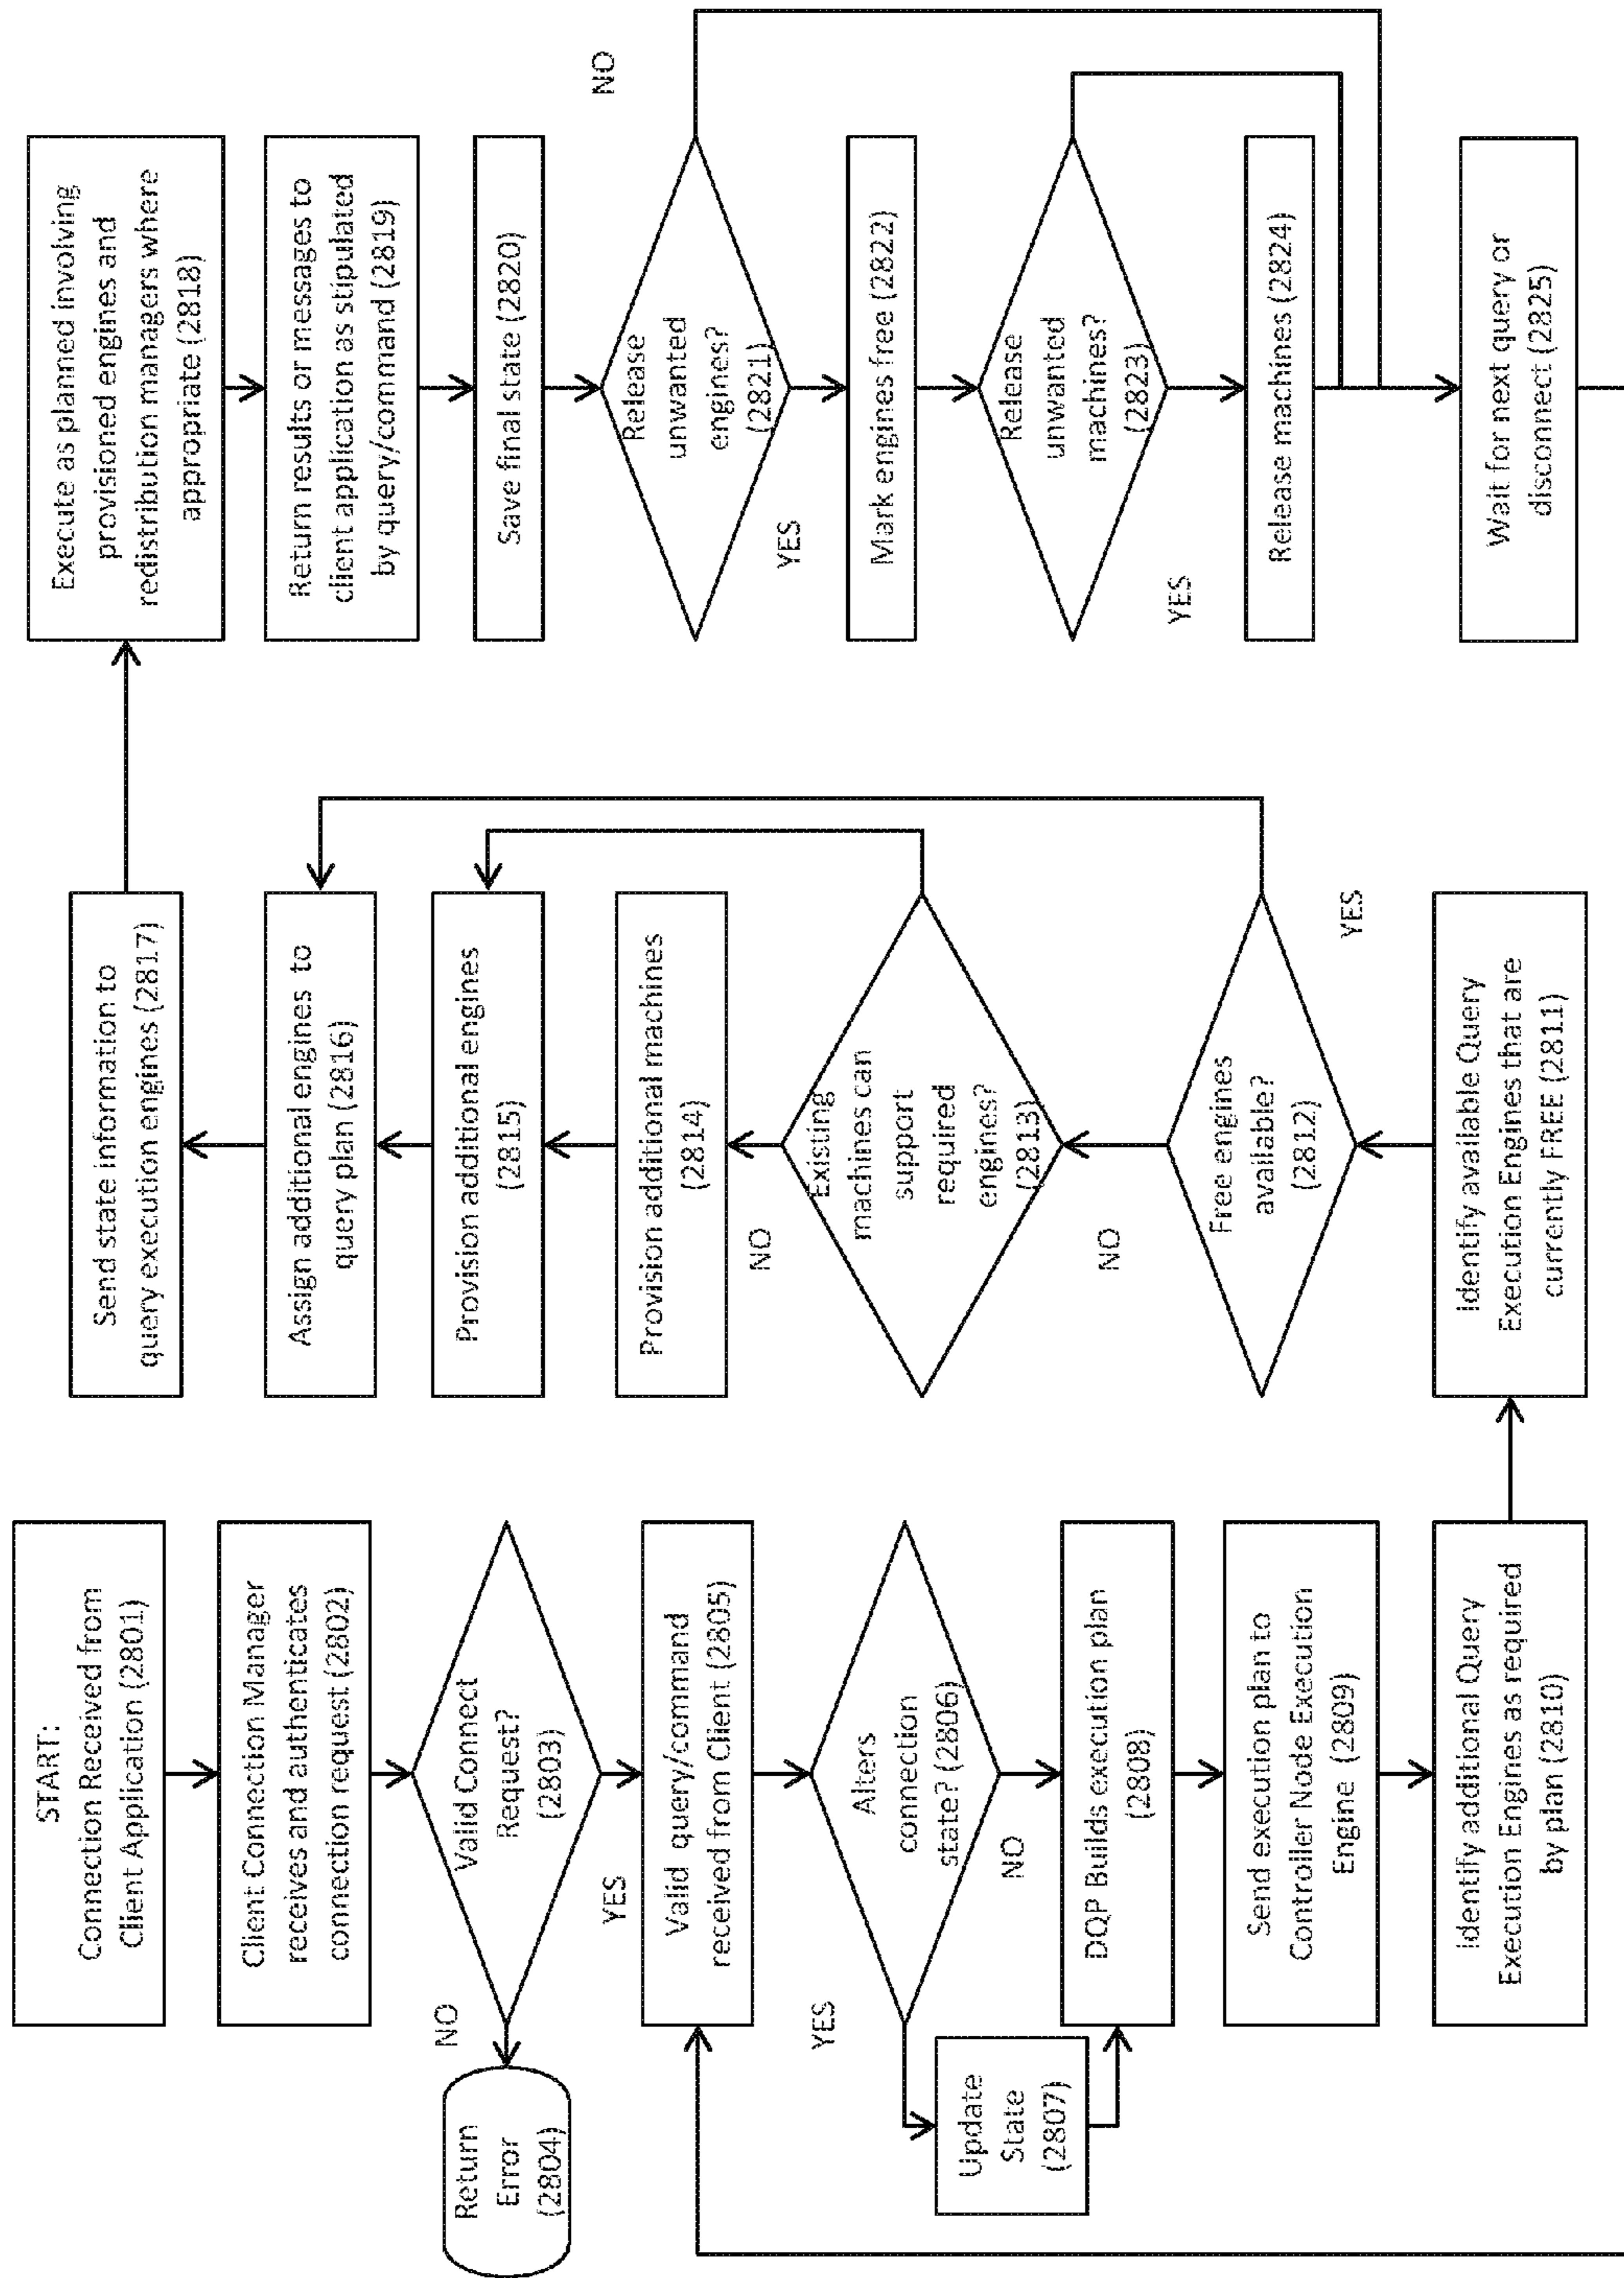 START:
Connection Received from
Client Application (2801)
Client Connection Manager
receives and authenticates
connection request (2802)
Valid Connect
Request?
(2803)
NO
Return
Error
(2804)
YES
Valid query/command
received from Client (2805)
Alters
connection
state? (2806)
YES
Update
State
(2807)
NO
DQP Builds execution plan
(2808)
Send execution plan to
Controller Node Execution
Engine (2809)
Identify additional Query
Execution Engines as required
by plan (2810)
Identify available Query
Execution Engines that are
currently FREE (2811)
Free engines
available?
(2812)
YES
NO
Existing
machines can
support
required
engines?
(2813)
NO
Provision additional machines
(2814)
Provision additional engines
(2815)
Assign additional engines to
query plan (2816)
Send state information to
query execution engines (2817)
Execute as planned involving
provisioned engines and
redistribution managers where
appropriate (2818)
Return results or messages to
client application as stipulated
by query/command (2819)
Save final state (2820)
Release
unwanted
engines?
(2821)
NO
YES
Mark engines free (2822)
Release
unwanted
machines?
(2823)
YES
Release machines (2824)
Wait for next query or
disconnect (2825)